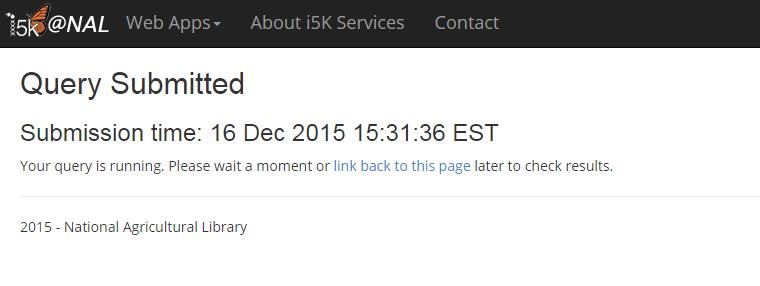 i5k @NAL Web Apps About i5K Services Contact
Query Submitted
Submission time: 16 Dec 2015 15:31:36 EST
Your query is running. Please wait a moment or link back to this page later to check results.
2015 - National Agricultural Library